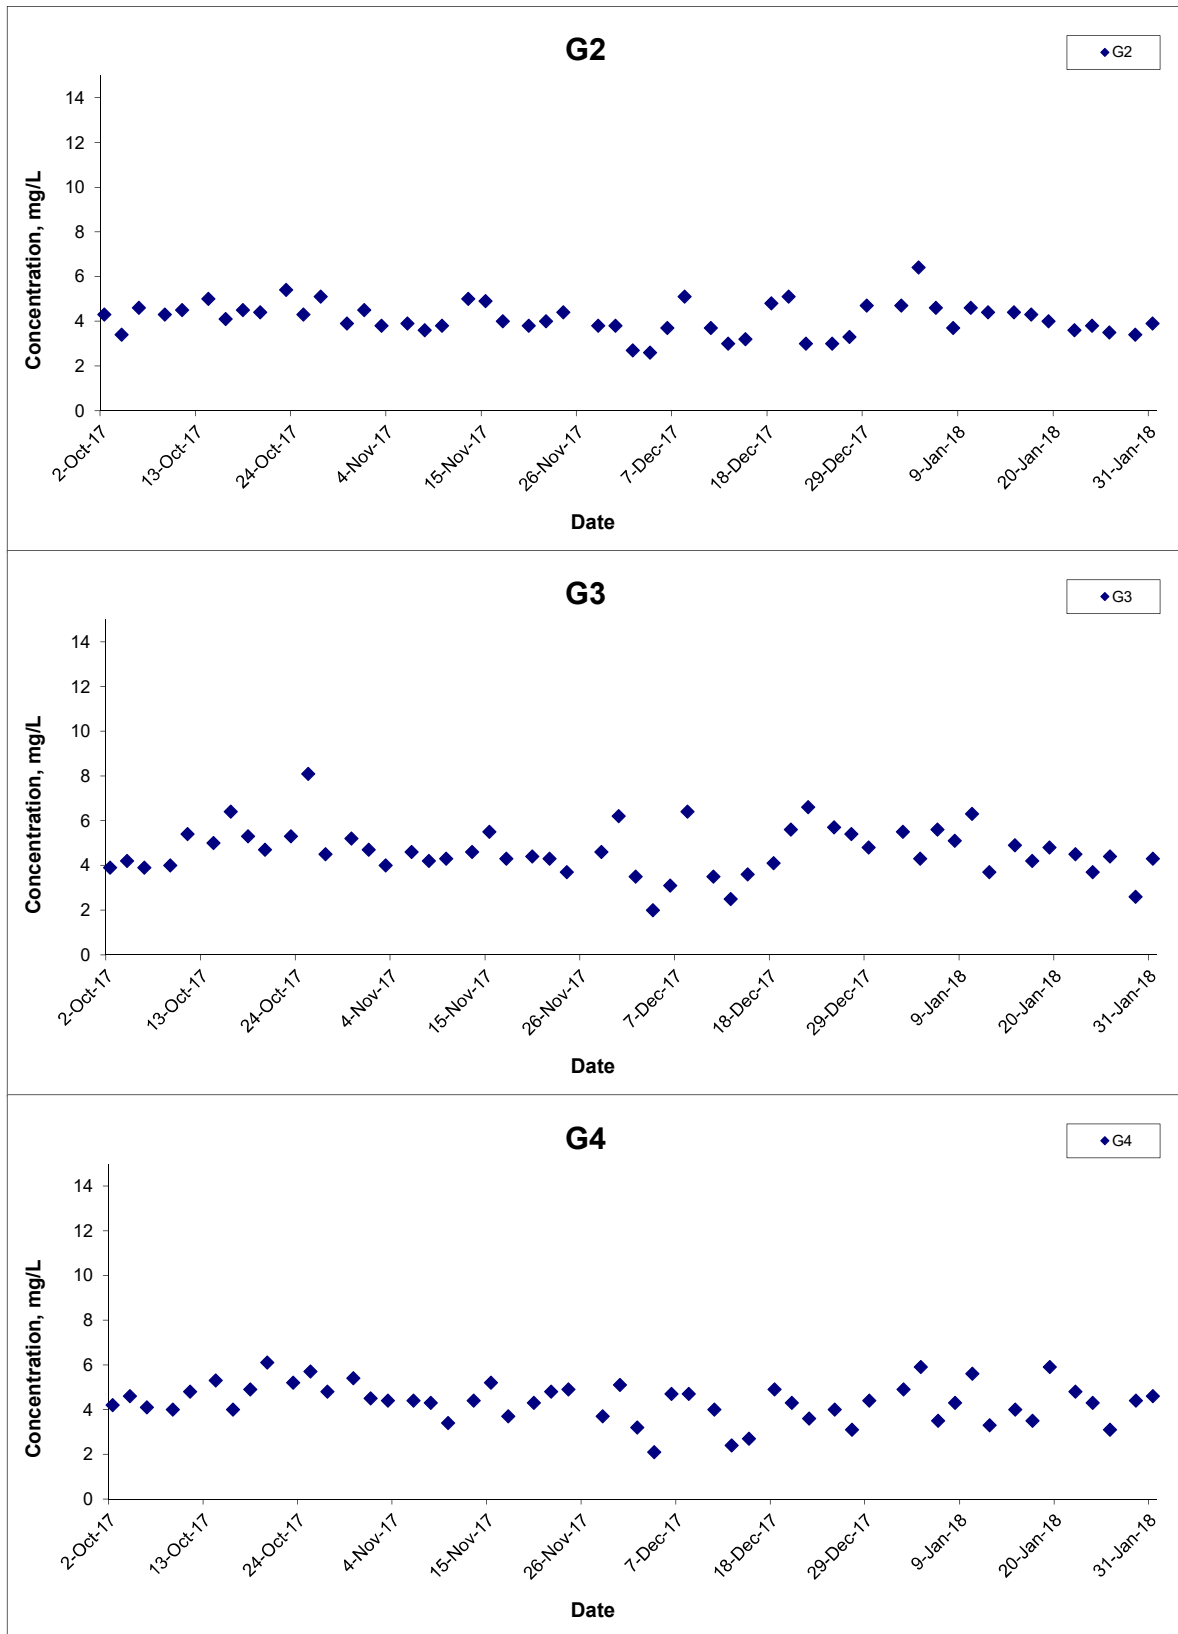 G2
G2
14
12
10
8
6
4
2
0
Concentration, mg/L
2-Oct-17
13-Oct-17
24-Oct-17
4-Nov-17
15-Nov-17
26-Nov-17
7-Dec-17
18-Dec-17
29-Dec-17
9-Jan-18
20-Jan-18
31-Jan-18
Date
G3
G3
14
12
10
8
6
4
2
0
Concentration, mg/L
2-Oct-17
13-Oct-17
24-Oct-17
4-Nov-17
15-Nov-17
26-Nov-17
7-Dec-17
18-Dec-17
29-Dec-17
9-Jan-18
20-Jan-18
31-Jan-18
Date
G4
G4
14
12
10
8
6
4
2
0
Concentration, mg/L
2-Oct-17
13-Oct-17
24-Oct-17
4-Nov-17
15-Nov-17
26-Nov-17
7-Dec-17
18-Dec-17
29-Dec-17
9-Jan-18
20-Jan-18
31-Jan-18
Date